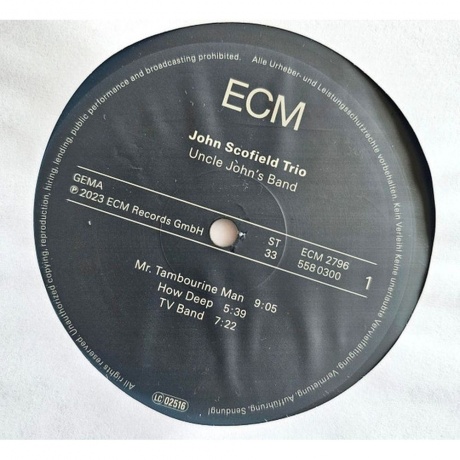 All rights reserved. Unauthorized copying, reproduction, hiring, lending, public performance and broadcasting prohibited. Alle Urheber- und Leistungsschutzrechte vorbehalten. Kein Verleih! Keine unerlaubte Vervielfältigung, Vermietung, Aufführung, Sendung!
ECM
John Scofield Trio
Uncle John's Band
GEMA
℗ 2023 ECM Records GmbH
ST
33
ECM 2796
558 0300
1
Mr. Tambourine Man 9:05
How Deep 5:39
TV Band 7:22
LC 02516